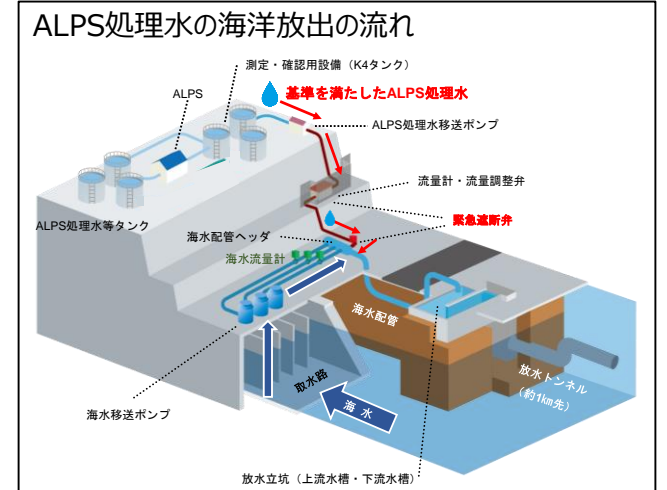 ALPS処理水の海洋放出の流れ
測定・確認用設備（K4タンク）
ALPS
基準を満たしたALPS処理水
ALPS処理水移送ポンプ
流量計・流量調整弁
ALPS処理水等タンク
緊急遮断弁
海水配管ヘッダ
海水流量計
海水配管
放水トンネル
（約1km先）
取水路
海水
海水移送ポンプ
放水立坑（上流水槽・下流水槽）